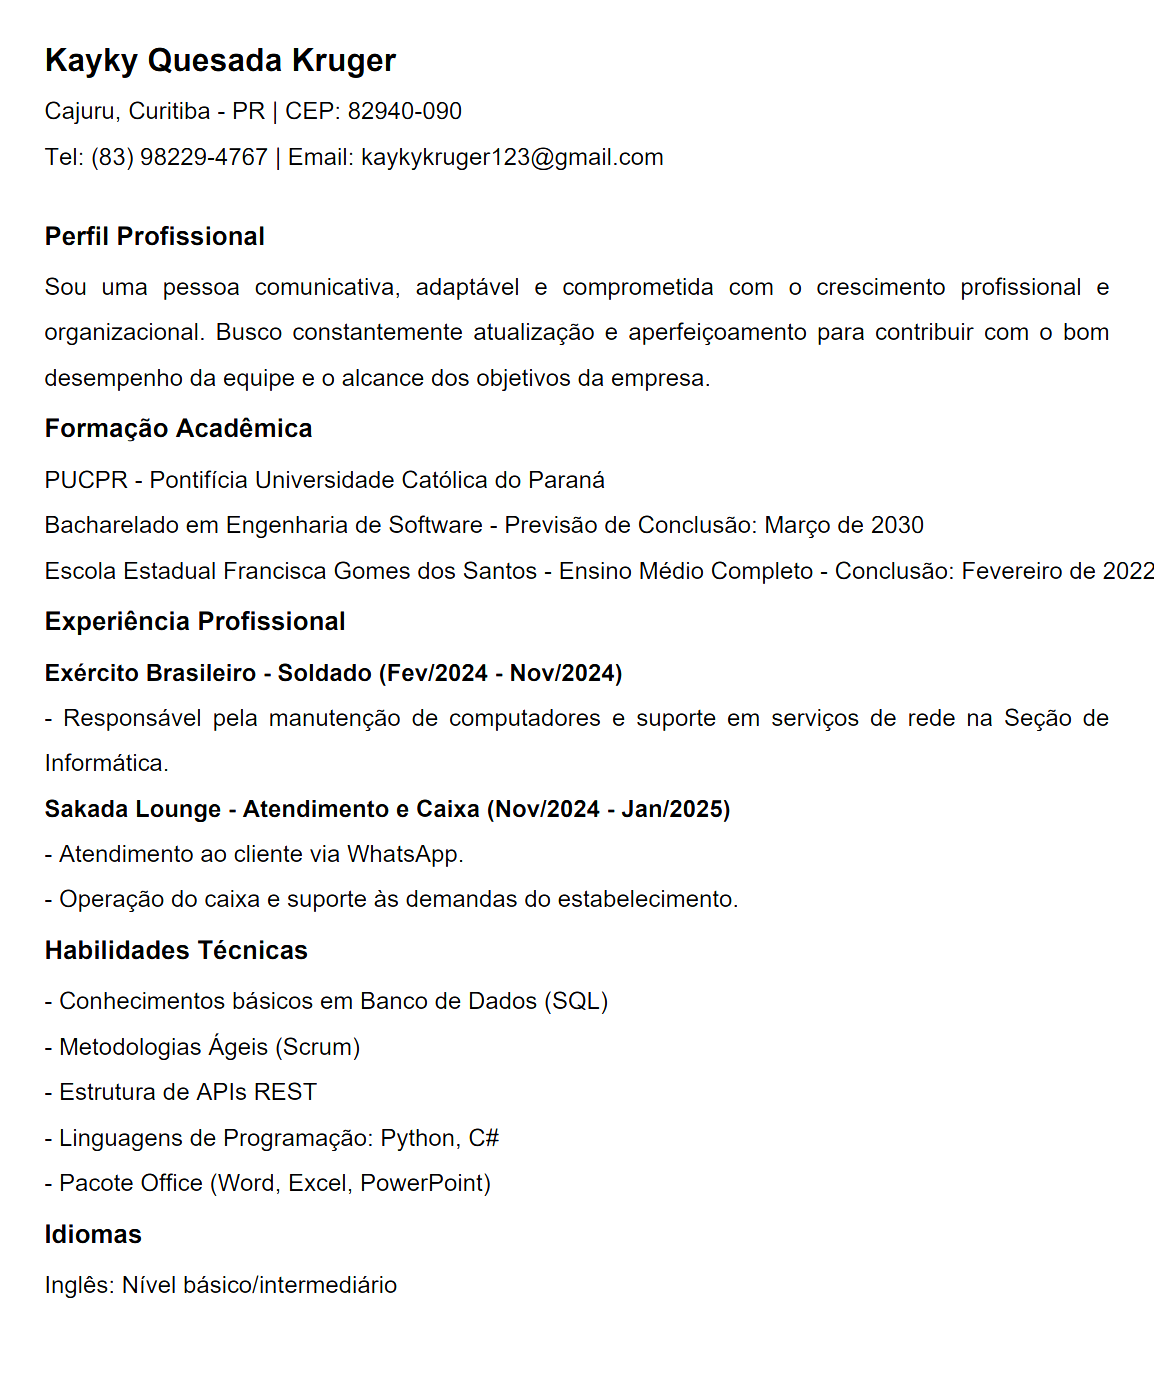 Kayky Quesada Kruger
Cajuru, Curitiba - PR | CEP: 82940-090
Tel: (83) 98229-4767 | Email: kaykykruger123@gmail.com
Perfil Profissional
Sou uma pessoa comunicativa, adaptável e comprometida com o crescimento profissional e
organizacional. Busco constantemente atualização e aperfeiçoamento para contribuir com o bom
desempenho da equipe e o alcance dos objetivos da empresa.
Formação Acadêmica
PUCPR - Pontifícia Universidade Católica do Paraná
Bacharelado em Engenharia de Software - Previsão de Conclusão: Março de 2030
Escola Estadual Francisca Gomes dos Santos - Ensino Médio Completo - Conclusão: Fevereiro de 2022
Experiência Profissional
Exército Brasileiro - Soldado (Fev/2024 - Nov/2024)
- Responsável pela manutenção de computadores e suporte em serviços de rede na Seção de
Informática.
Sakada Lounge - Atendimento e Caixa (Nov/2024 - Jan/2025)
- Atendimento ao cliente via WhatsApp.
- Operação do caixa e suporte às demandas do estabelecimento.
Habilidades Técnicas
- Conhecimentos básicos em Banco de Dados (SQL)
- Metodologias Ágeis (Scrum)
- Estrutura de APIs REST
- Linguagens de Programação: Python, C#
- Pacote Office (Word, Excel, PowerPoint)
Idiomas
Inglês: Nível básico/intermediário